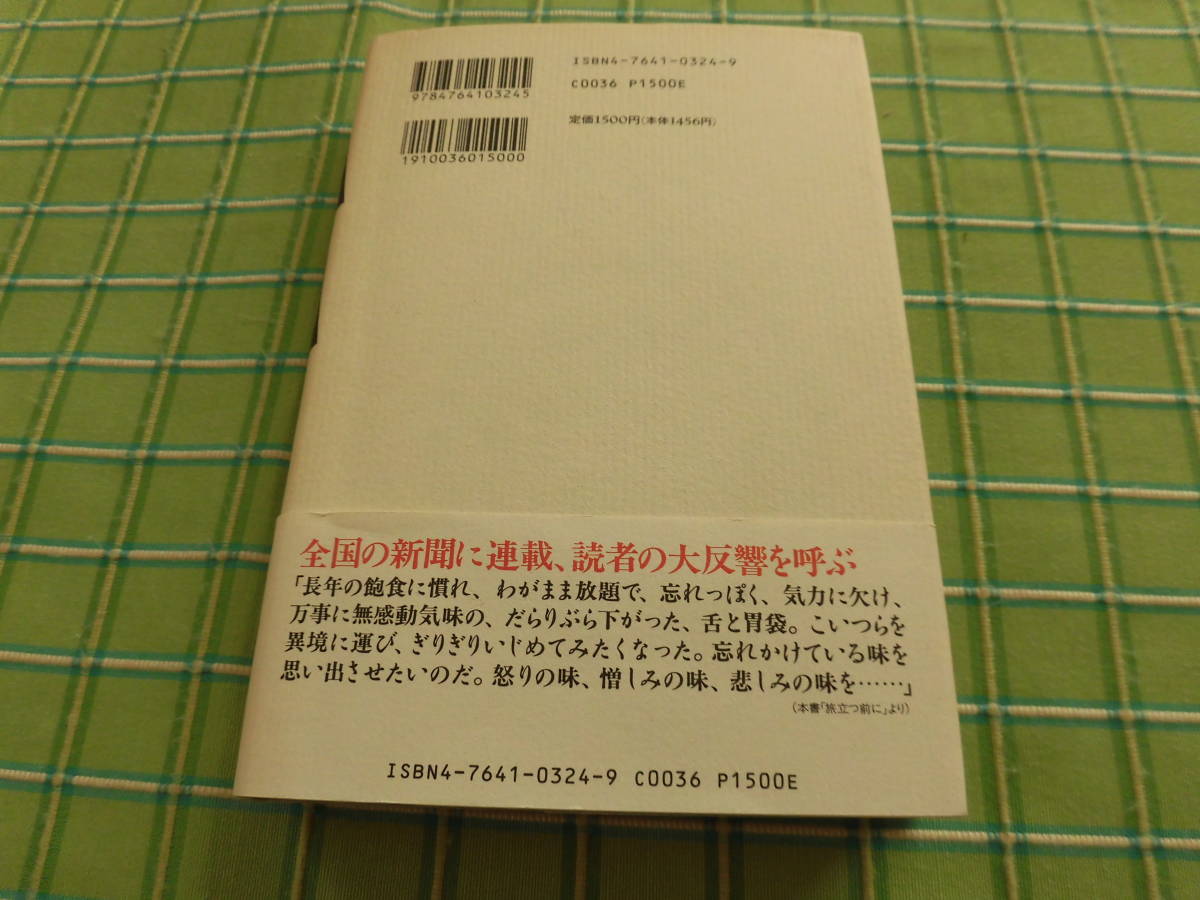 ISBN4-7641-0324-9
C0036 P1500E
9784764103245
定価1500円(本体1456円)
1910036015000
全国の新聞に連載、読者の大反響を呼ぶ
「長年の飽食に慣れ、わがまま放題で、忘れっぽく、気力に欠け、
万事に無感動気味の、だらりぶら下がった、舌と胃袋。こいつらを
異境に運び、ぎりぎりいじめてみたくなった。忘れかけている味を
思い出させたいのだ。怒りの味、憎しみの味、悲しみの味を……」
(本書「旅立つ前に」より)
ISBN4-7641-0324-9 C0036 P1500E